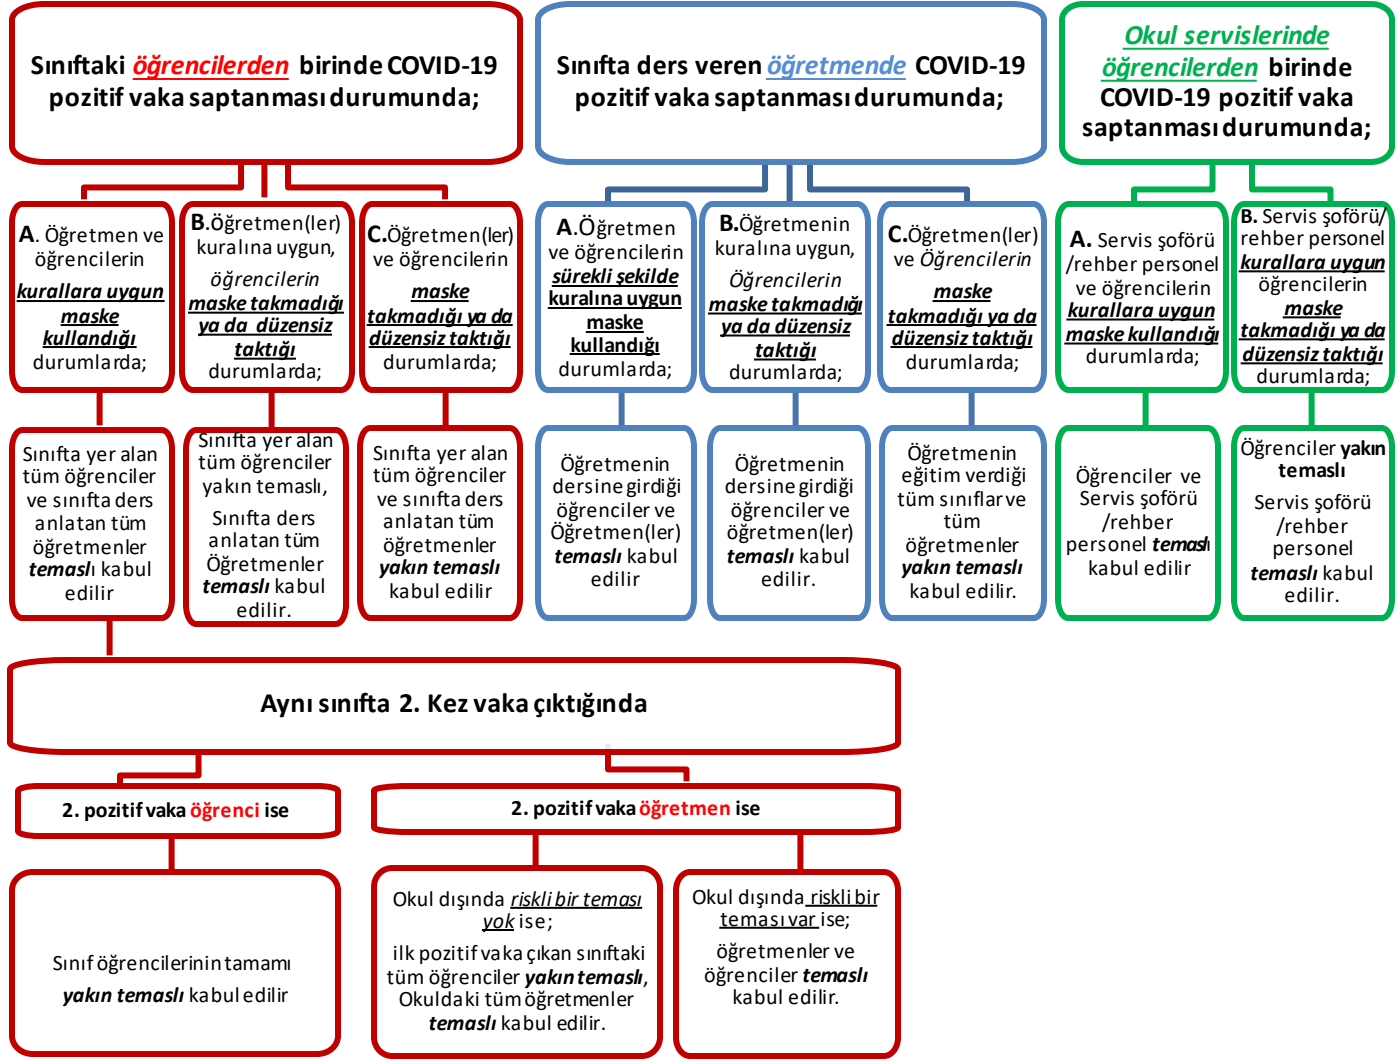 Sınıftaki öğrencilerden birinde COVID-19
pozitif vaka saptanması durumunda;
Sınıfta ders veren öğretmende COVID-19
pozitif vaka saptanması durumunda;
Okul servislerinde
öğrencilerden birinde
COVID-19 pozitif vaka
saptanması durumunda;
A. Öğretmen ve
öğrencilerin
kurallara uygun
maske
kullandığı
durumlarda;
B.Öğretmen(ler)
kuralına uygun,
öğrencilerin
maske takmadığı
ya da düzensiz
taktığı
durumlarda;
C.Öğretmen(ler)
ve öğrencilerin
maske
takmadığı ya da
düzensiz taktığı
durumlarda;
A.Öğretmen
ve öğrencilerin
sürekli şekilde
kuralına uygun
maske
kullandığı
durumlarda;
B.Öğretmenin
kuralına uygun,
Öğrencilerin
maske takmadığı
ya da düzensiz
taktığı
durumlarda;
C.Öğretmen(ler)
ve Öğrencilerin
maske
takmadığı ya da
düzensiz taktığı
durumlarda;
A. Servis şoförü
/rehber personel
ve öğrencilerin
kurallara uygun
maske kullandığı
durumlarda;
B. Servis şoförü/
rehber personel
kurallara uygun
öğrencilerin
maske
takmadığı ya da
düzensiz taktığı
durumlarda;
Sınıfta yer alan
tüm öğrenciler
ve sınıfta ders
anlatan tüm
öğretmenler
temaslı kabul
edilir
Sınıfta yer alan
tüm öğrenciler
yakın temaslı,
Sınıfta ders
anlatan tüm
Öğretmenler
temaslı kabul
edilir.
Sınıfta yer alan
tüm öğrenciler
ve sınıfta ders
anlatan tüm
öğretmenler
yakın temaslı
kabul edilir
Öğretmenin
dersine girdiği
öğrenciler ve
Öğretmen(ler)
temaslı kabul
edilir
Öğretmenin
dersine girdiği
öğrenciler ve
öğretmen(ler)
temaslı kabul
edilir.
Öğretmenin
eğitim verdiği
tüm sınıflar ve
tüm
öğretmenler
yakın temaslı
kabul edilir.
Öğrenciler ve
Servis şoförü
/rehber
personel temaslı
kabul edilir
Öğrenciler yakın
temaslı
Servis şoförü
/rehber
personel
temaslı kabul
edilir.
Aynı sınıfta 2. Kez vaka çıktığında
2. pozitif vaka öğrenci ise
2. pozitif vaka öğretmen ise
Sınıf öğrencilerinin tamamı
yakın temaslı kabul edilir
Okul dışında riskli bir teması
yok ise;
ilk pozitif vaka çıkan sınıftaki
tüm öğrenciler yakın temaslı,
Okuldaki tüm öğretmenler
temaslı kabul edilir.
Okul dışında riskli bir
teması var ise;
öğretmenler ve
öğrenciler temaslı
kabul edilir.